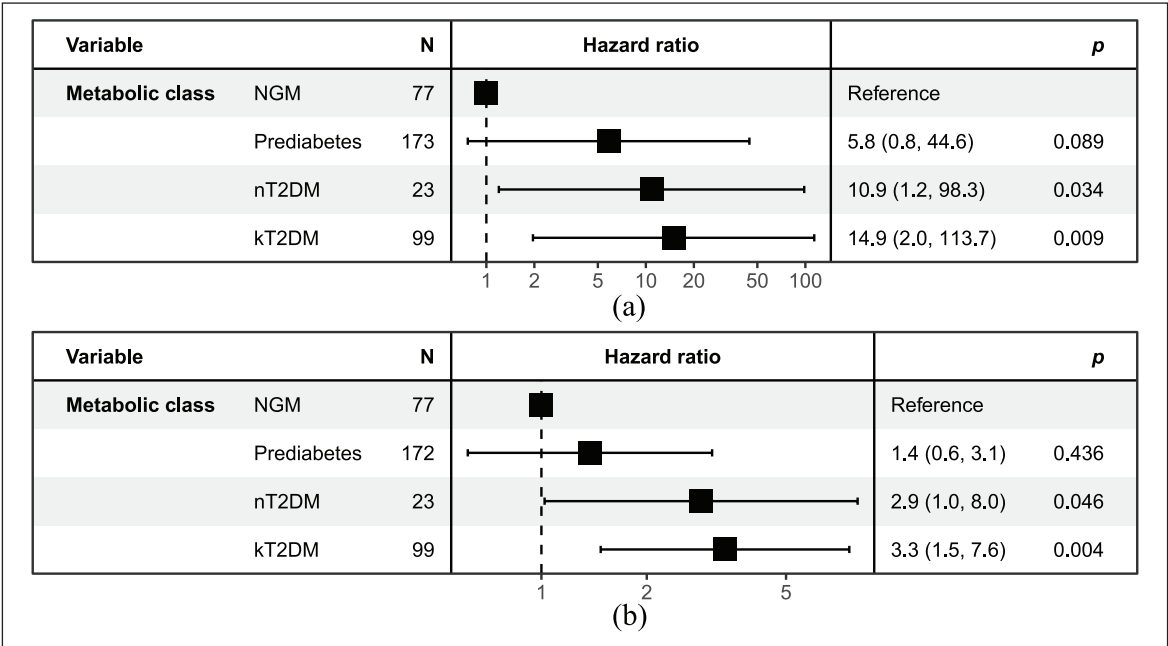 Variable N Hazard ratio p
Metabolic class NGM 77 Reference
Prediabetes 173 5.8 (0.8, 44.6) 0.089
nT2DM 23 10.9 (1.2, 98.3) 0.034
kT2DM 99 14.9 (2.0, 113.7) 0.009
1 2 5 10 20 50 100
(a)
Variable N Hazard ratio p
Metabolic class NGM 77 Reference
Prediabetes 172 1.4 (0.6, 3.1) 0.436
nT2DM 23 2.9 (1.0, 8.0) 0.046
kT2DM 99 3.3 (1.5, 7.6) 0.004
1 2 5
(b)